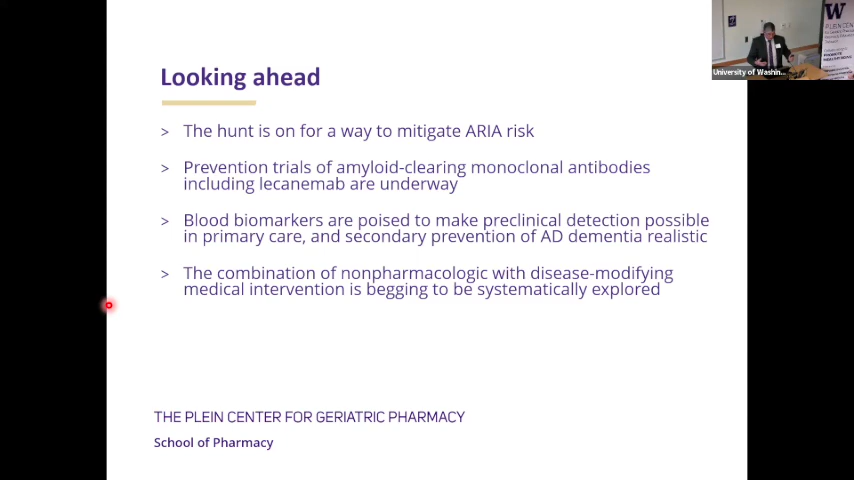 Looking ahead
> The hunt is on for a way to mitigate ARIA risk
> Prevention trials of amyloid-clearing monoclonal antibodies
including lecanemab are underway
> Blood biomarkers are poised to make preclinical detection possible
in primary care, and secondary prevention of AD dementia realistic
> The combination of nonpharmacologic with disease-modifying
medical intervention is begging to be systematically explored
THE PLEIN CENTER FOR GERIATRIC PHARMACY
School of Pharmacy
W
PLEIN CEN
University of Washin...